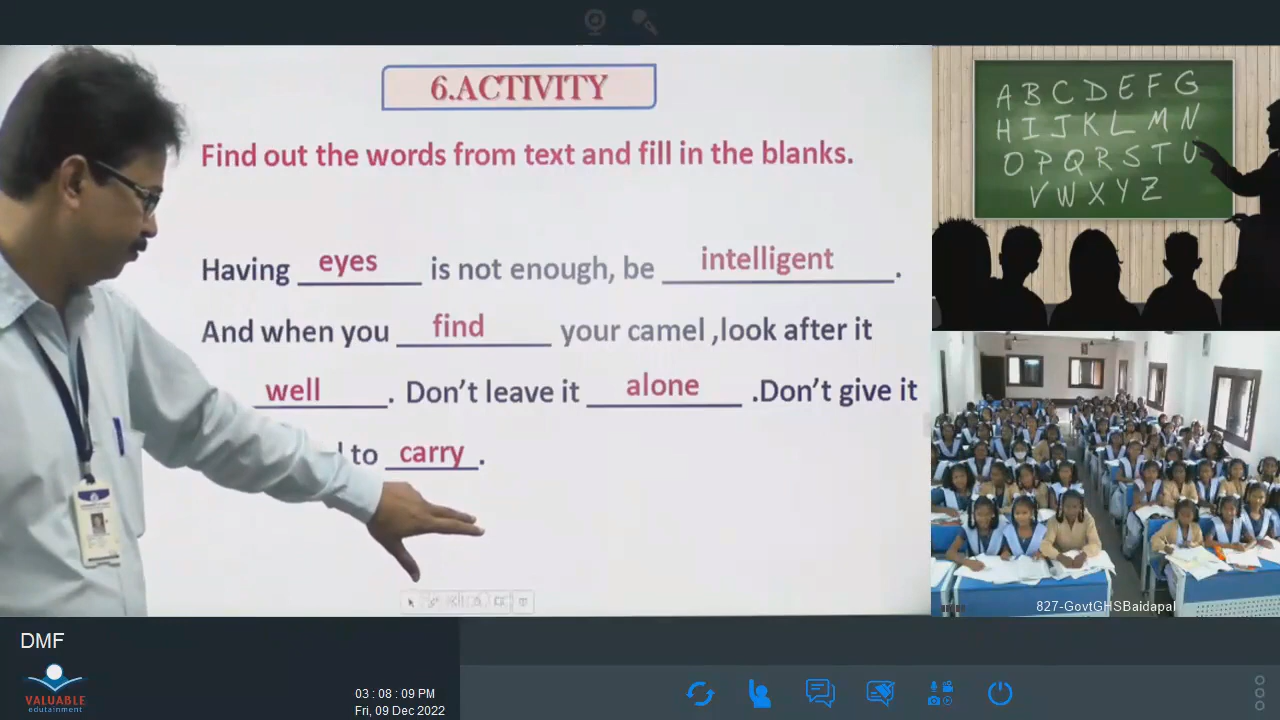 6.ACTIVITY
Find out the words from text and fill in the blanks.
Having eyes is not enough, be intelligent .
And when you find your camel ,look after it
well . Don't leave it alone .Don't give it
to carry .
A B C D E F G
H I J K L M N
O P Q R S T U
V W X Y Z
827-GovtGHSBaidapal
DMF
VALUABLE
edutainment
03 : 08 : 09 PM
Fri, 09 Dec 2022